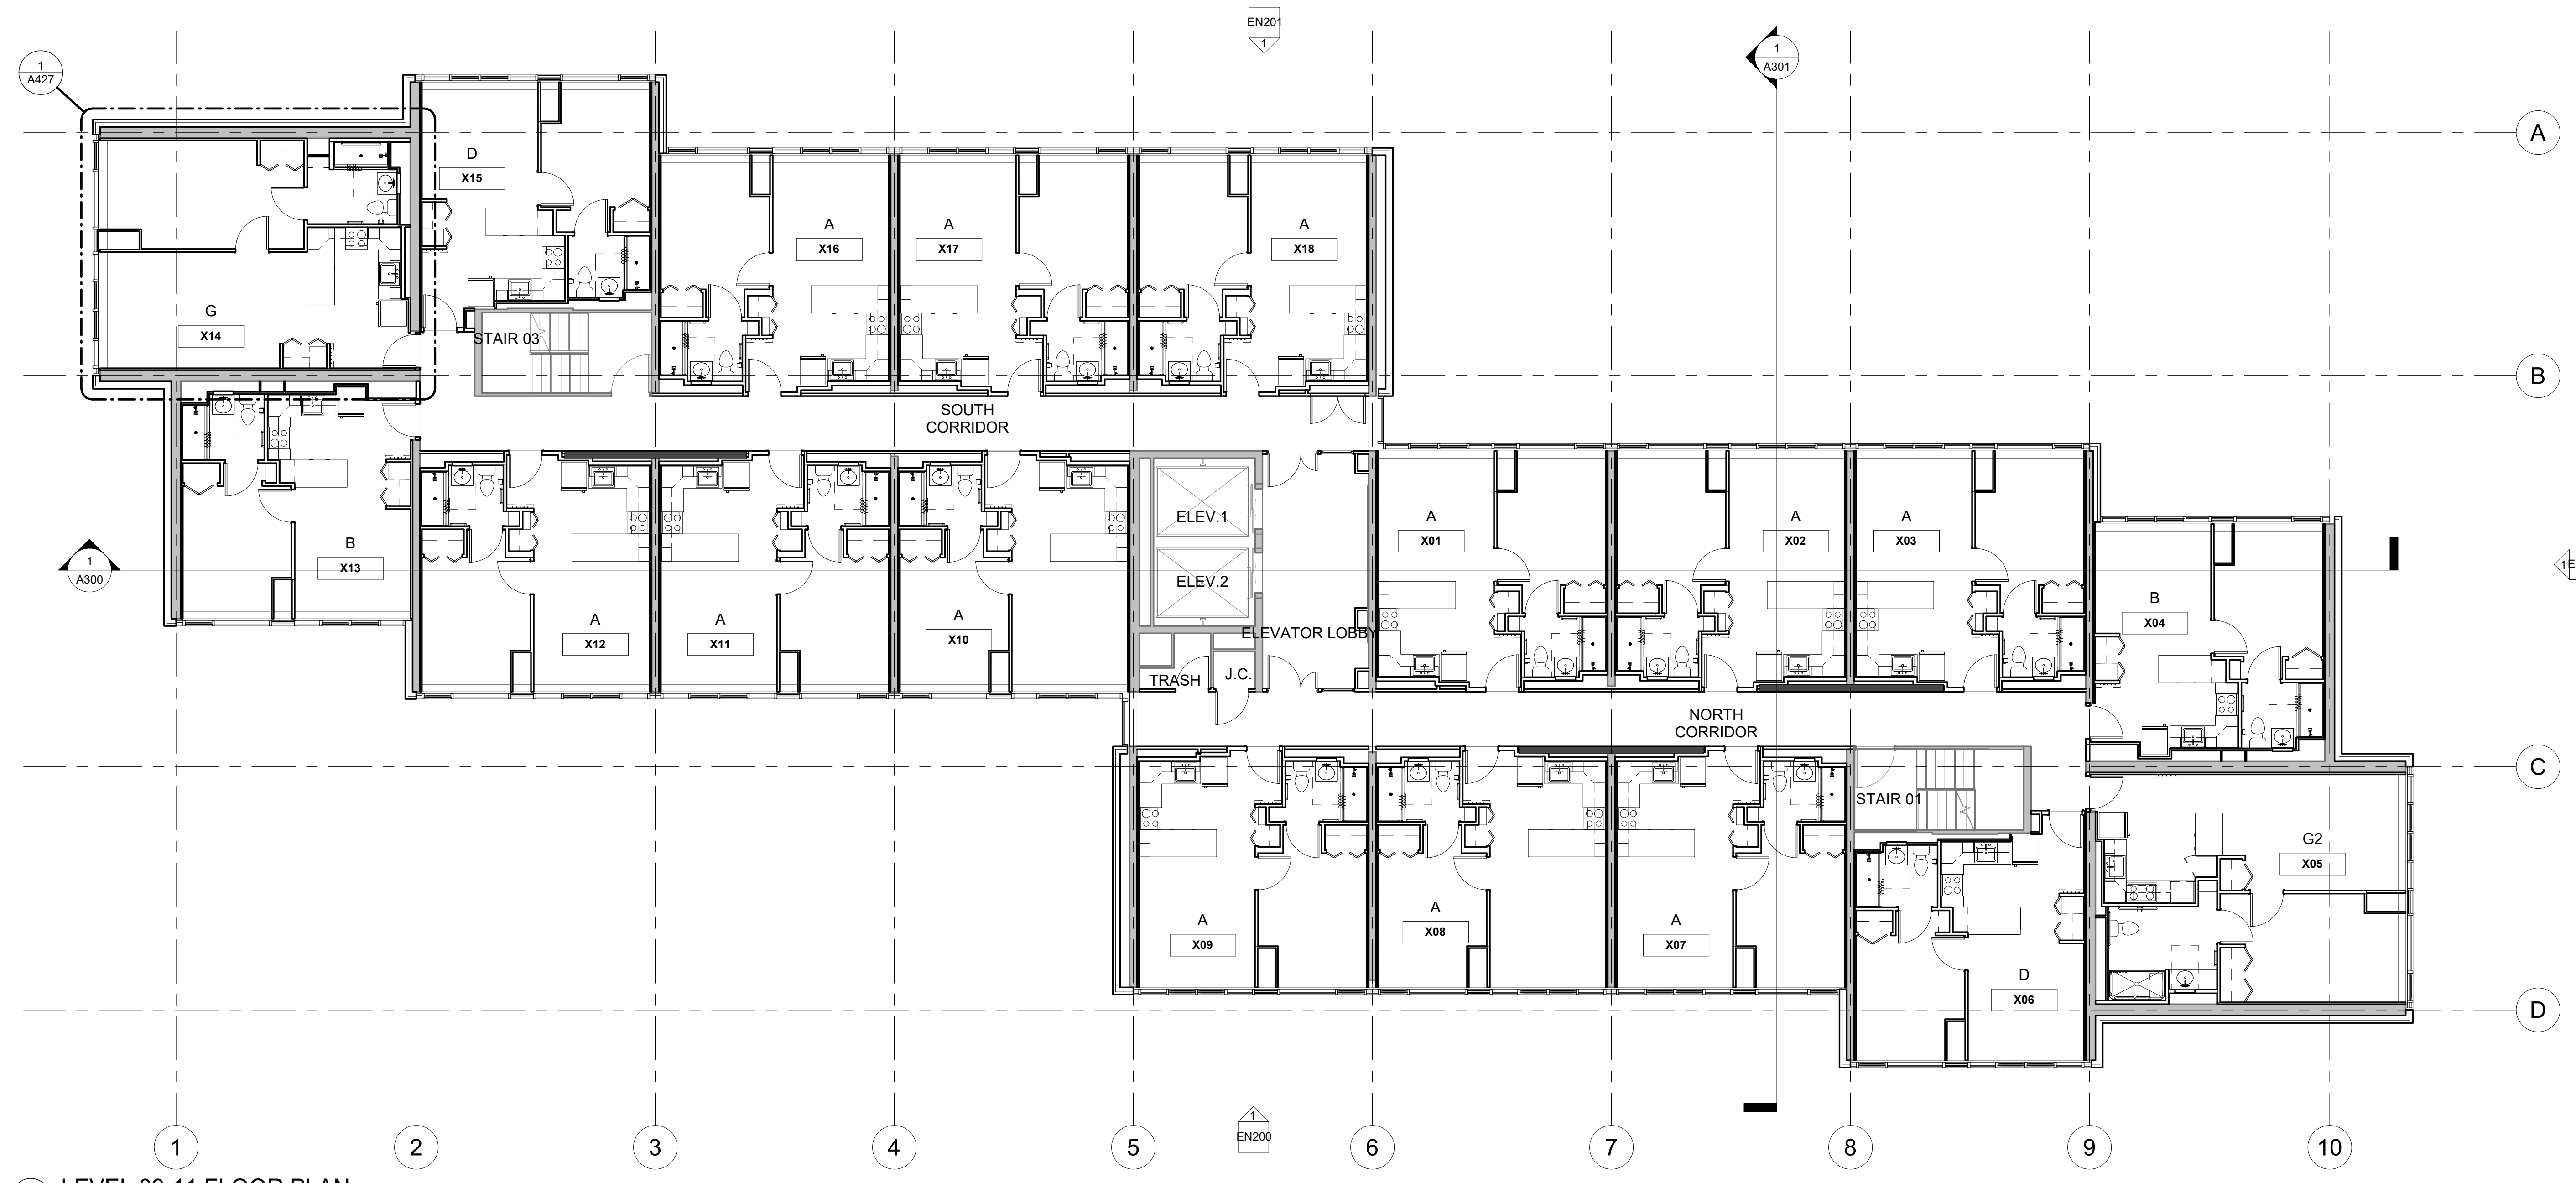 EN201
1
1
A301
1
A427
A
D
X15
A
X16
A
X17
A
X18
B
G
X14
STAIR 03
SOUTH
CORRIDOR
ELEV.1
A
X01
A
X02
A
X03
1
A300
B
X13
ELEV.2
1
B
X04
A
X12
A
X11
A
X10
ELEVATOR LOBBY
TRASH
J.C.
NORTH
CORRIDOR
C
STAIR 01
G2
X05
A
X09
A
X08
A
X07
D
X06
D
1
EN200
1
2
3
4
5
6
7
8
9
10